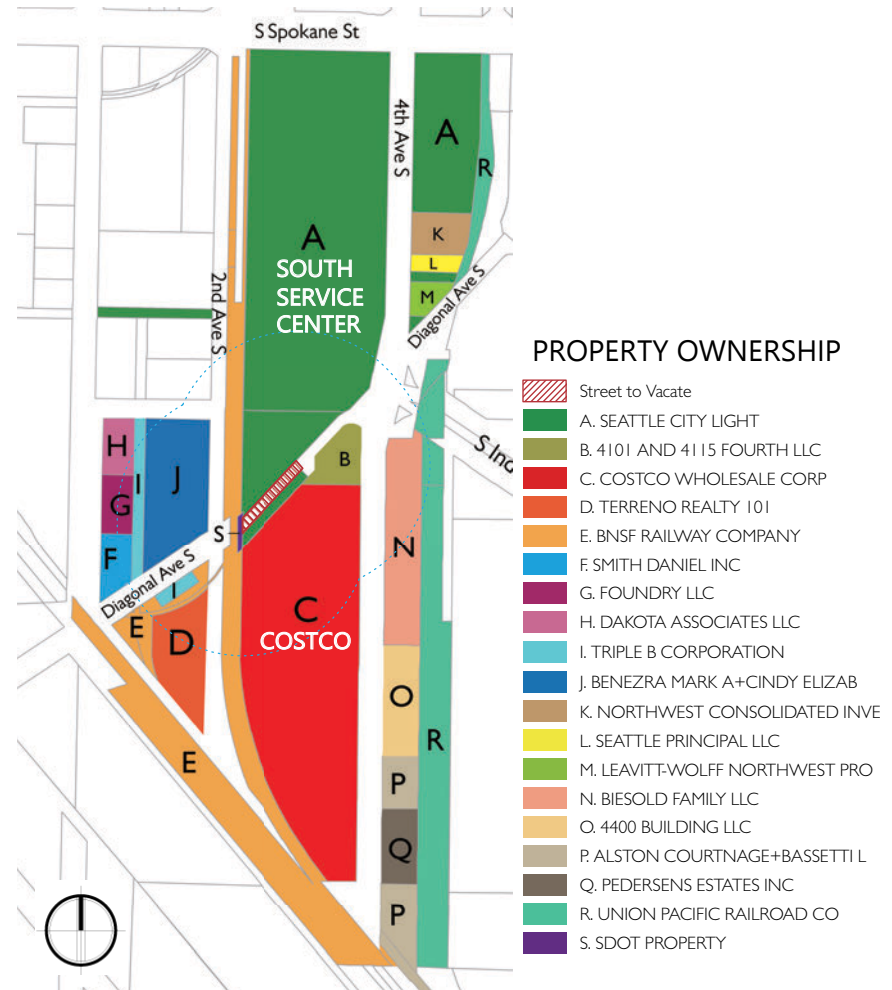 S Spokane St
4th Ave S
A
R
K
L
M
Diagonal Ave S
A
SOUTH
SERVICE
CENTER
2nd Ave S
S Ind
H
I
J
G
F
B
S
N
Diagonal Ave S
I
E
D
C
COSTCO
O
E
R
P
Q
P
PROPERTY OWNERSHIP
Street to Vacate
A. SEATTLE CITY LIGHT
B. 4101 AND 4115 FOURTH LLC
C. COSTCO WHOLESALE CORP
D. TERRENO REALTY 101
E. BNSF RAILWAY COMPANY
F. SMITH DANIEL INC
G. FOUNDRY LLC
H. DAKOTA ASSOCIATES LLC
I. TRIPLE B CORPORATION
J. BENEZRA MARK A+CINDY ELIZAB
K. NORTHWEST CONSOLIDATED INVE
L. SEATTLE PRINCIPAL LLC
M. LEAVITT-WOLFF NORTHWEST PRO
N. BIESOLD FAMILY LLC
O. 4400 BUILDING LLC
P. ALSTON COURTNAGE+BASSETTI L
Q. PEDERSENS ESTATES INC
R. UNION PACIFIC RAILROAD CO
S. SDOT PROPERTY